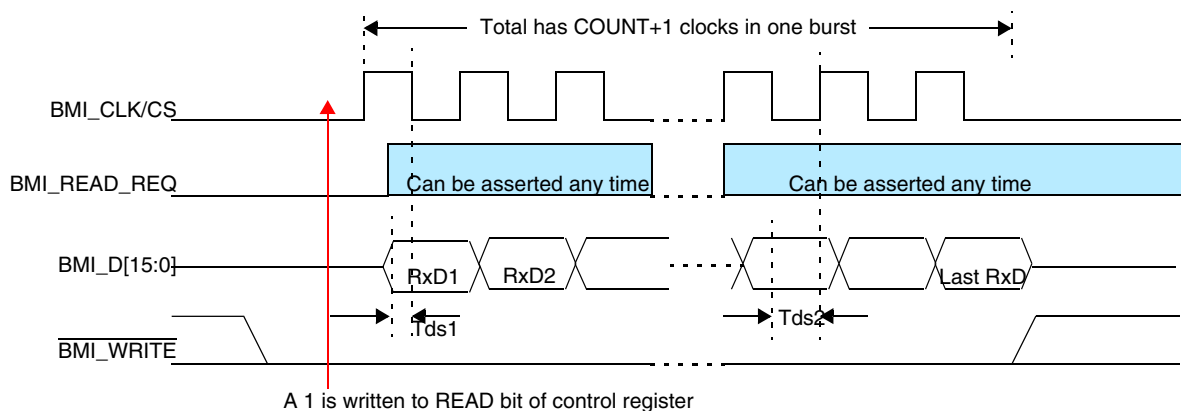 Total has COUNT+1 clocks in one burst
BMI_CLK/CS
BMI_READ_REQ
Can be asserted any time
Can be asserted any time
BMI_D[15:0]
RxD1
RxD2
Last RxD
Tds1
Tds2
BMI_WRITE
A 1 is written to READ bit of control register